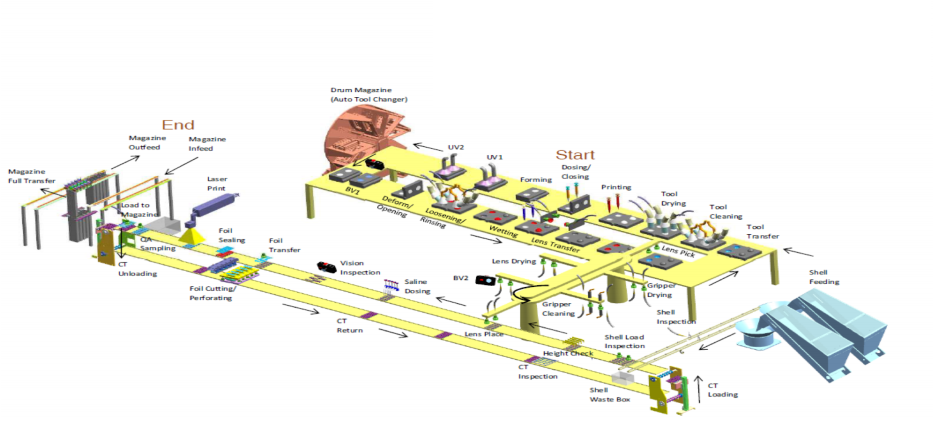 Drum Magazine
(Auto Tool Changer)
End
Magazine
Outfeed
Magazine
Infeed
Magazine
Full Transfer
Laser
Print
Load to
Magazine
QA
Sampling
Foil
Sealing
Foil
Transfer
CT
Unloading
Foil Cutting/
Perforating
Vision
Inspection
Saline
Dosing
CT
Return
UV2
UV1
Start
Dosing/
Closing
Forming
Printing
Tool
Drying
Tool
Cleaning
Tool
Transfer
BV1
Deform/
Opening
Loosening/
Rinsing
Wetting
Lens Transfer
Lens Pick
Lens Drying
BV2
Gripper
Cleaning
Gripper
Drying
Shell
Inspection
Shell
Feeding
Lens Place
Height Check
Shell Load
Inspection
CT
Inspection
Shell
Waste Box
CT
Loading